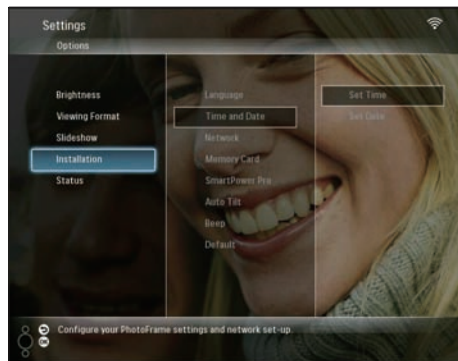 Settings
Options
Brightness
Viewing Format
Slideshow
Installation
Status
Language
Time and Date
Network
Memory Card
SmartPower Pro
Auto Tilt
Beep
Default
Set Time
Set Date
Configure your PhotoFrame settings and network set-up.
OK